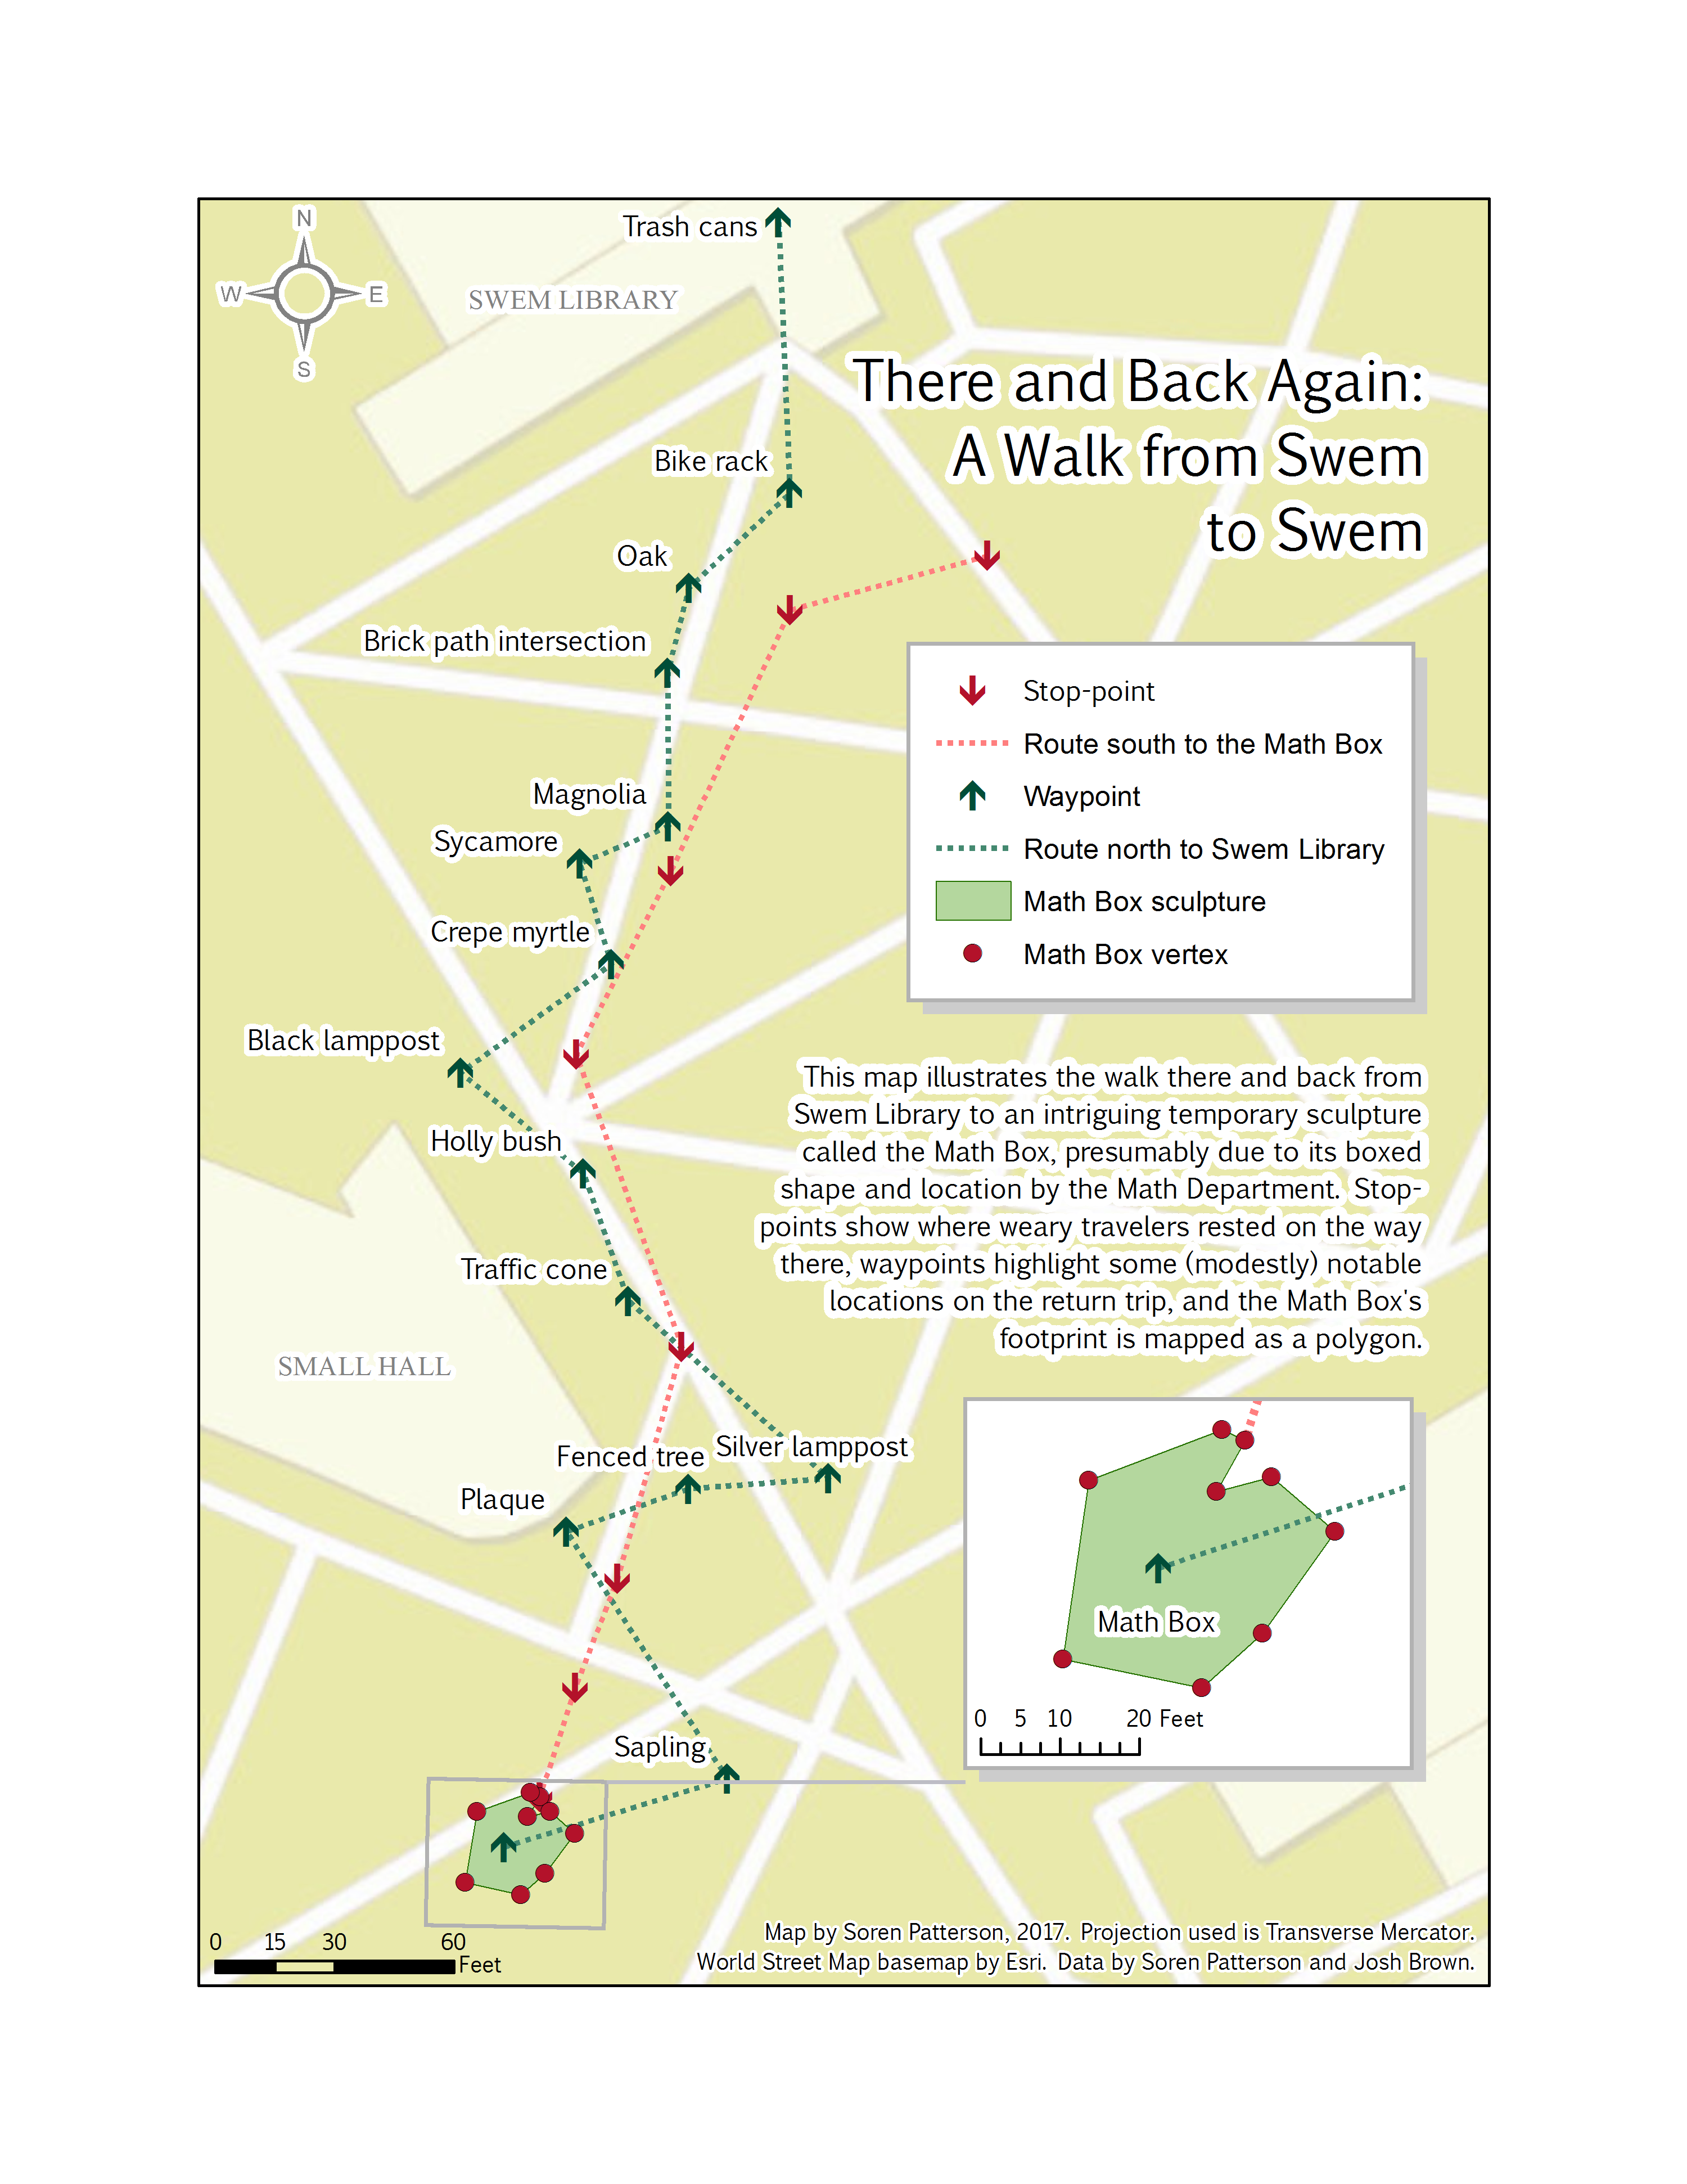 N
Trash cans
W
E
SWEM LIBRARY
S
There and Back Again:
A Walk from Swem
to Swem
Bike rack
Oak
Brick path intersection
Stop-point
Route south to the Math Box
Waypoint
Route north to Swem Library
Math Box sculpture
Math Box vertex
Magnolia
Sycamore
Crepe myrtle
Black lamppost
Holly bush
This map illustrates the walk there and back from
Swem Library to an intriguing temporary sculpture
called the Math Box, presumably due to its boxed
shape and location by the Math Department. Stop-
points show where weary travelers rested on the way
there, waypoints highlight some (modestly) notable
locations on the return trip, and the Math Box's
footprint is mapped as a polygon.
Traffic cone
SMALL HALL
Silver lamppost
Fenced tree
Plaque
Math Box
0 5 10 20 Feet
Sapling
0 15 30 60
Feet
Map by Soren Patterson, 2017. Projection used is Transverse Mercator.
World Street Map basemap by Esri. Data by Soren Patterson and Josh Brown.